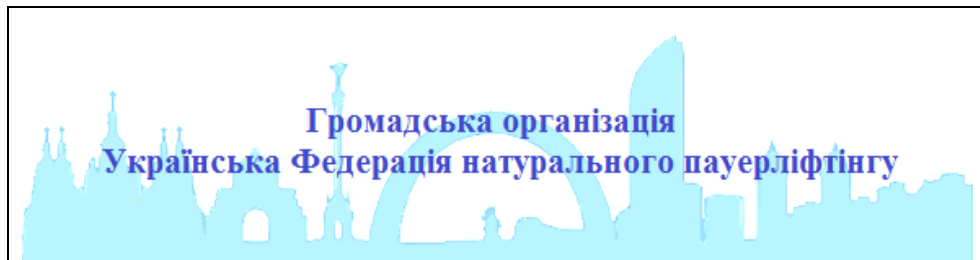 Громадська організація
Українська Федерація натурального пауерліфтінгу